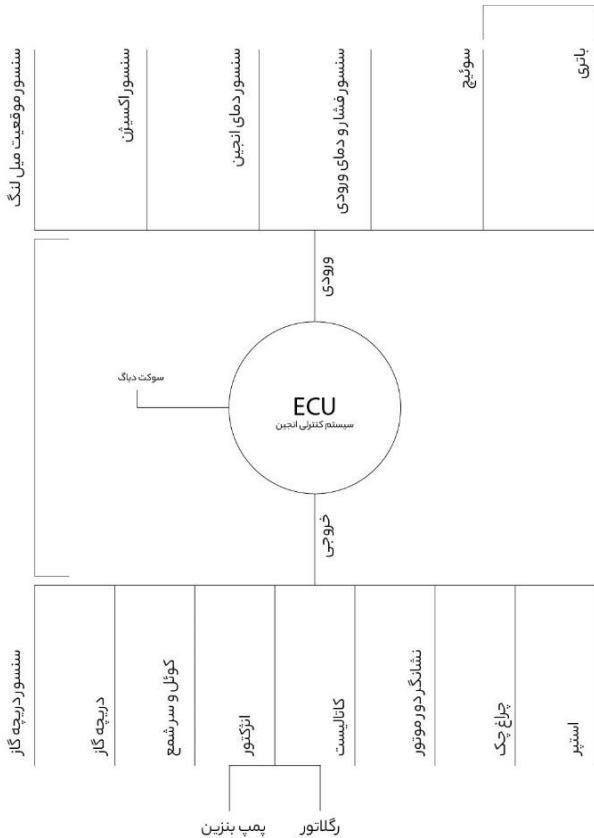 باتری
سوئیچ
سنسور فشار و دمای ورودی
سنسور دمای انجین
سنسور اکسیژن
سنسور موقعیت میل لنگ
ورودی
سوکت دیاگ
ECU
سیستم کنترلی انجین
خروجی
استپر
چراغ چک
نشانگر دور موتور
کاتالیست
انژکتور
کوئل و سر شمع
دریچه گاز
سنسور دریچه گاز
رگلاتور
پمپ بنزین